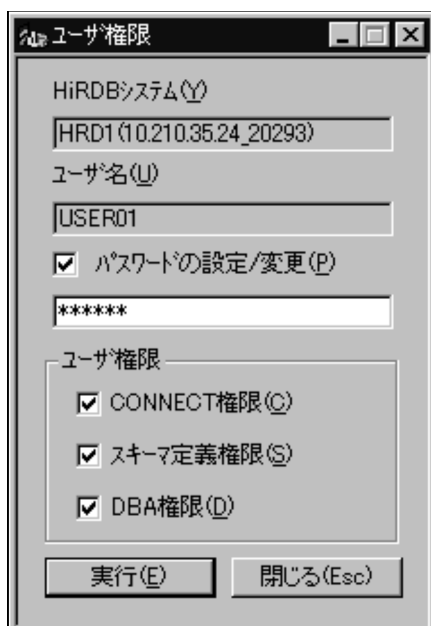 ユーザ権限
HiRDBシステム(Y)
HRD1(10.210.35.24_20293)
ユーザ名(U)
USER01
パスワードの設定/変更(P)
******
ユーザ権限
CONNECT権限(C)
スキーマ定義権限(S)
DBA権限(D)
実行(E) 閉じる(Esc)